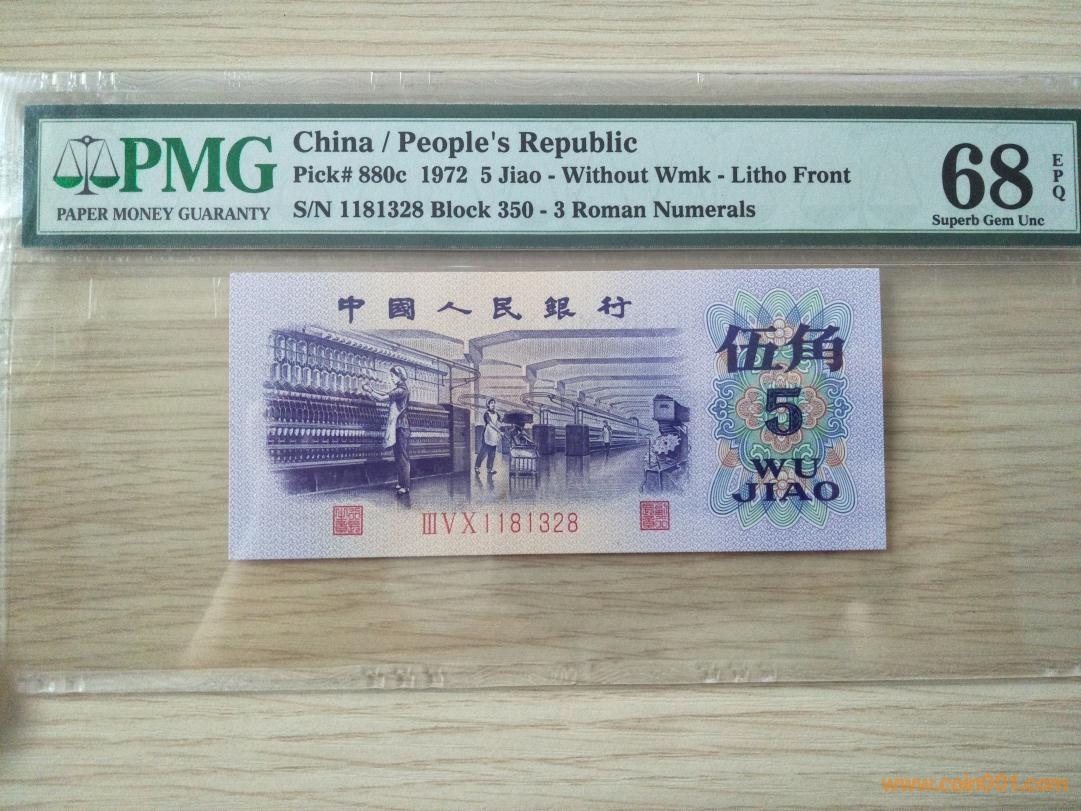 PMG
PAPER MONEY GUARANTY
China / People's Republic
Pick# 880c 1972 5 Jiao - Without Wmk - Litho Front
S/N 1181328 Block 350 - 3 Roman Numerals
68
EPQ
Superb Gem Unc
中國人民銀行
伍角
5
WU
JIAO
ⅢⅤⅩ1181328
www.coin001.com